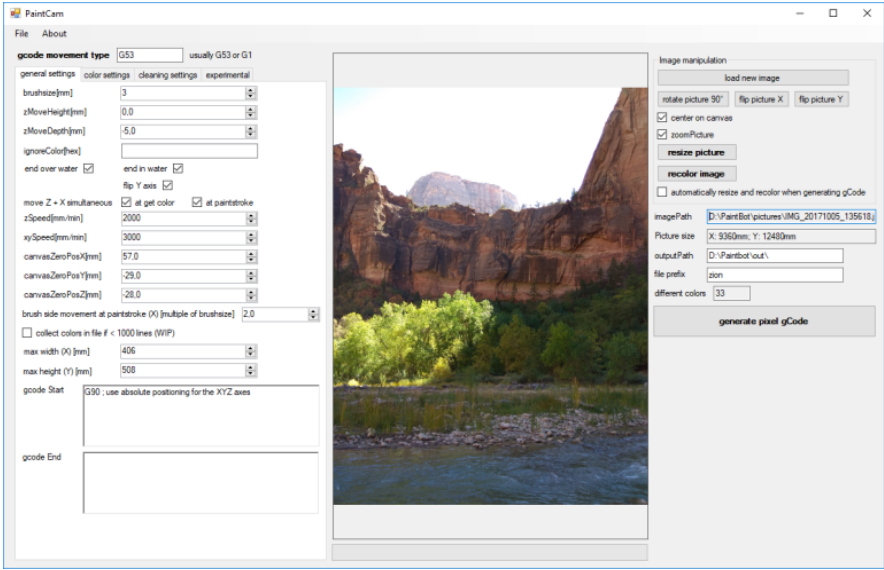 PaintCam
File About
gcode movement type G53 usually G53 or G1
general settings color settings cleaning settings experimental
brushsize[mm] 3
zMoveHeight[mm] 0,0
zMoveDepth[mm] -5,0
ignoreColor[hex]
end over water end in water
flip Y axis
move Z + X simultaneous at get color at paintstroke
zSpeed[mm/min] 2000
xySpeed[mm/min] 3000
canvasZeroPosX[mm] 57,0
canvasZeroPosY[mm] -29,0
canvasZeroPosZ[mm] -28,0
brush side movement at paintstroke (X) [multiple of brushsize] 2,0
collect colors in file if < 1000 lines (WIP)
max width (X) [mm] 406
max height (Y) [mm] 508
gcode Start G90 ; use absolute positioning for the XYZ axes
gcode End
Image manipulation
load new image
rotate picture 90° flip picture X flip picture Y
center on canvas
zoomPicture
resize picture
recolor image
automatically resize and recolor when generating gCode
imagePath D:\PaintBot\pictures\IMG_20171005_135618.j
Picture size X: 9360mm; Y: 12480mm
outputPath D:\Paintbot\out\
file prefix zion
different colors 33
generate pixel gCode